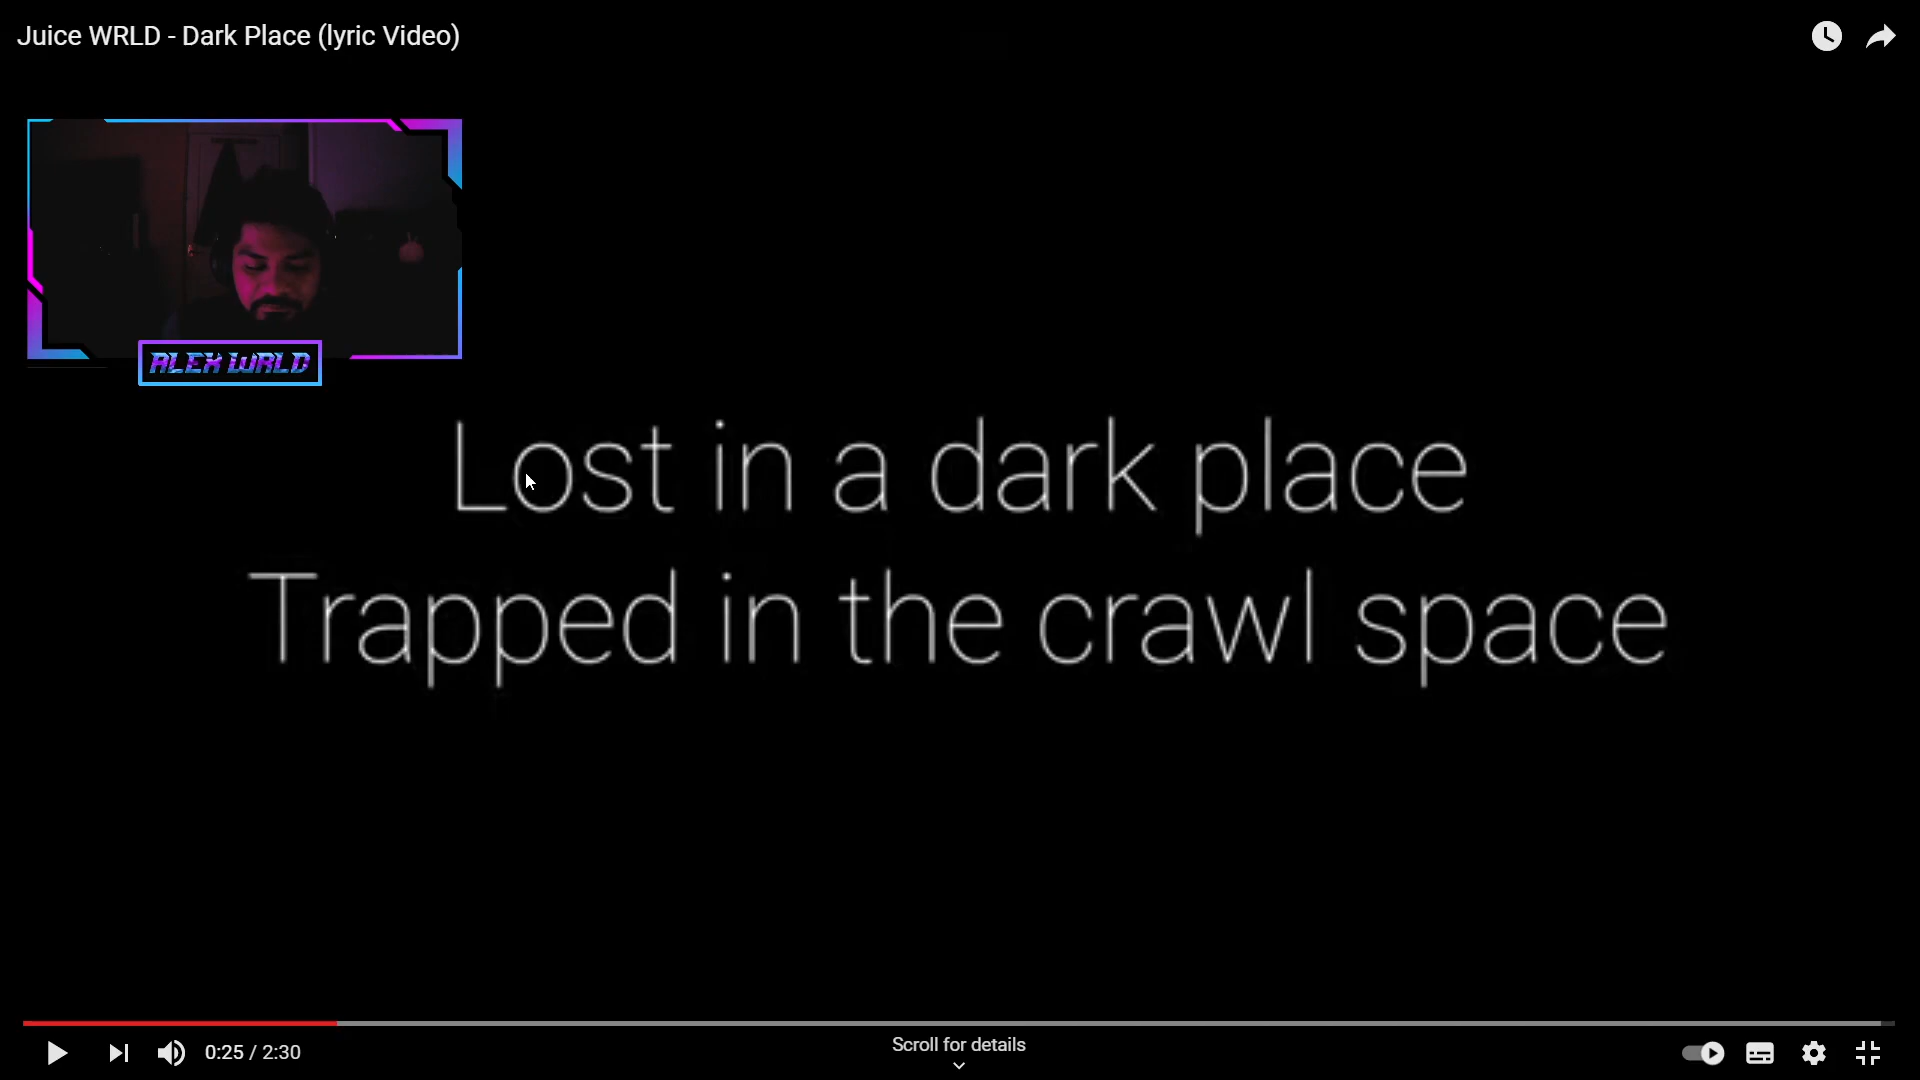 Juice WRLD - Dark Place (lyric Video)
ALEX WRLD
Lost in a dark place
Trapped in the crawl space
Scroll for details
0:25 / 2:30